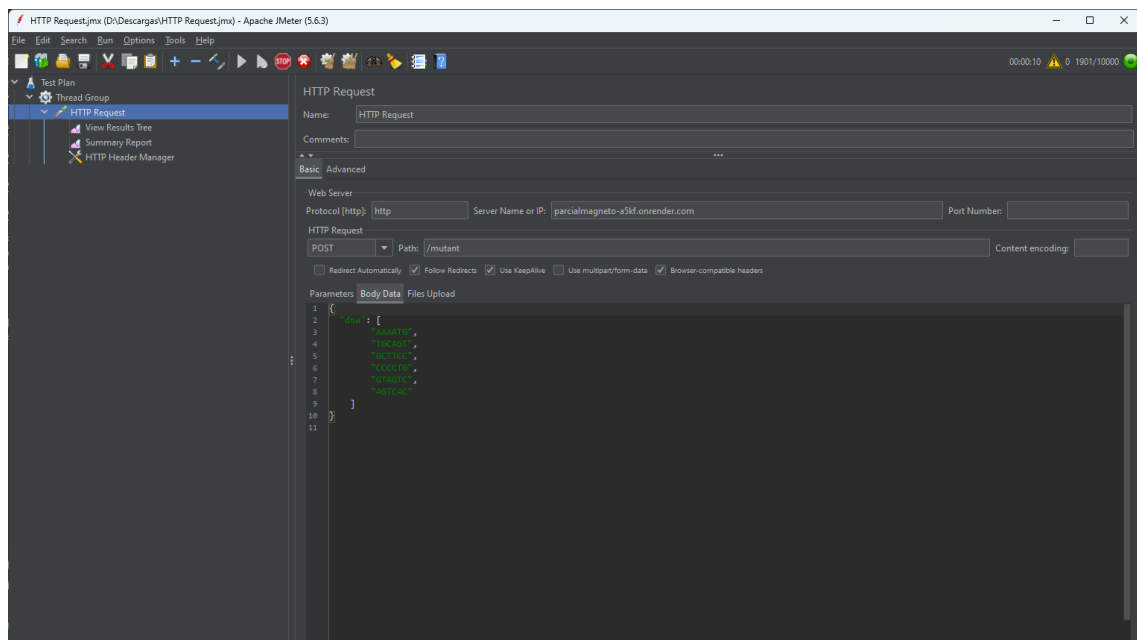 HTTP Request.jmx (D:\Descargas\HTTP Request.jmx) - Apache JMeter (5.6.3)
File Edit Search Run Options Tools Help
STOP
00:00:10 0 1901/10000
Test Plan
Thread Group
HTTP Request
View Results Tree
Summary Report
HTTP Header Manager
HTTP Request
Name: HTTP Request
Comments:
Basic Advanced
Web Server
Protocol [http]: http Server Name or IP: parcialmagneto-a5kf.onrender.com Port Number:
HTTP Request
POST Path: /mutant Content encoding:
Redirect Automatically Follow Redirects Use KeepAlive Use multipart/form-data Browser-compatible headers
Parameters Body Data Files Upload
1 {
2 "dna": [
3 "AAAATG",
4 "TGCAGT",
5 "GCTTCC",
6 "CCCCTG",
7 "GTAGTC",
8 "AGTCAC"
9 ]
10 }
11